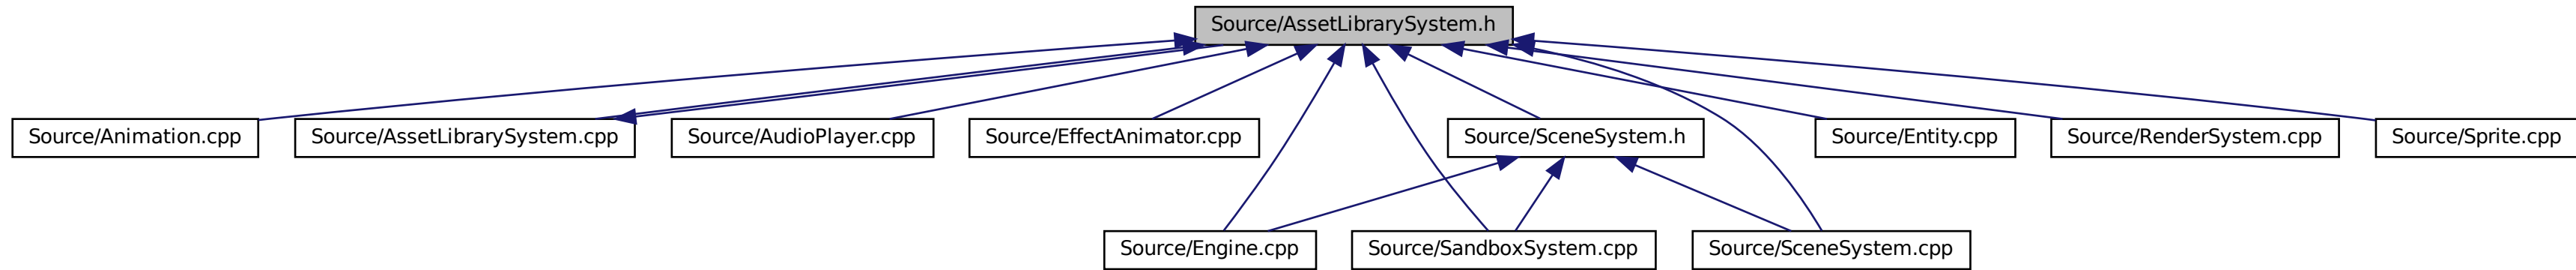 Source/AssetLibrarySystem.h
Source/Animation.cpp
Source/AssetLibrarySystem.cpp
Source/AudioPlayer.cpp
Source/EffectAnimator.cpp
Source/SceneSystem.h
Source/Entity.cpp
Source/RenderSystem.cpp
Source/Sprite.cpp
Source/Engine.cpp
Source/SandboxSystem.cpp
Source/SceneSystem.cpp